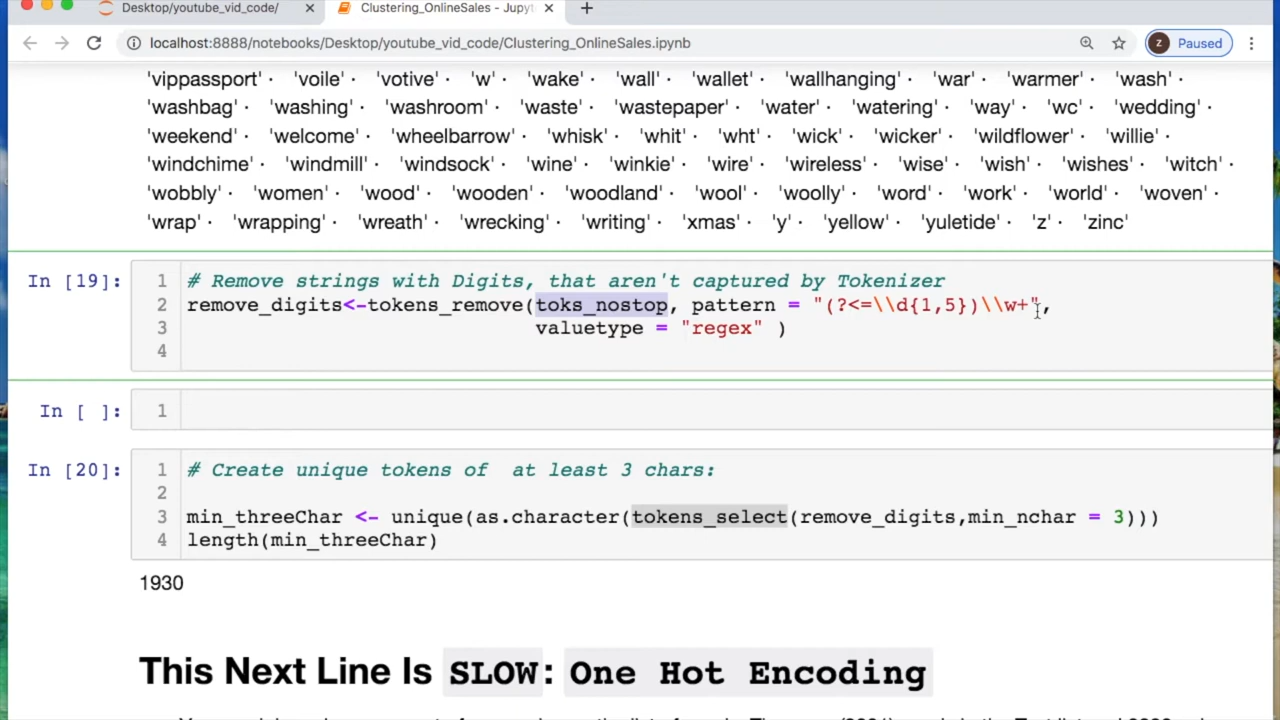 Desktop/youtube_vid_code/ × Clustering_OnlineSales - Jupyt × +
localhost:8888/notebooks/Desktop/youtube_vid_code/Clustering_OnlineSales.ipynb z Paused
'vippassport' · 'voile' · 'votive' · 'w' · 'wake' · 'wall' · 'wallet' · 'wallhanging' · 'war' · 'warmer' · 'wash' ·
'washbag' · 'washing' · 'washroom' · 'waste' · 'wastepaper' · 'water' · 'watering' · 'way' · 'wc' · 'wedding' ·
'weekend' · 'welcome' · 'wheelbarrow' · 'whisk' · 'whit' · 'wht' · 'wick' · 'wicker' · 'wildflower' · 'willie' ·
'windchime' · 'windmill' · 'windsock' · 'wine' · 'winkie' · 'wire' · 'wireless' · 'wise' · 'wish' · 'wishes' · 'witch' ·
'wobbly' · 'women' · 'wood' · 'wooden' · 'woodland' · 'wool' · 'woolly' · 'word' · 'work' · 'world' · 'woven' ·
'wrap' · 'wrapping' · 'wreath' · 'wrecking' · 'writing' · 'xmas' · 'y' · 'yellow' · 'yuletide' · 'z' · 'zinc'
In [19]: 1 # Remove strings with Digits, that aren't captured by Tokenizer
2 remove_digits<-tokens_remove(toks_nostop, pattern = "(?<=\\d{1,5})\\w+",
3 valuetype = "regex" )
4
In [ ]: 1
In [20]: 1 # Create unique tokens of at least 3 chars:
2
3 min_threeChar <- unique(as.character(tokens_select(remove_digits,min_nchar = 3)))
4 length(min_threeChar)
1930
This Next Line Is SLOW: One Hot Encoding